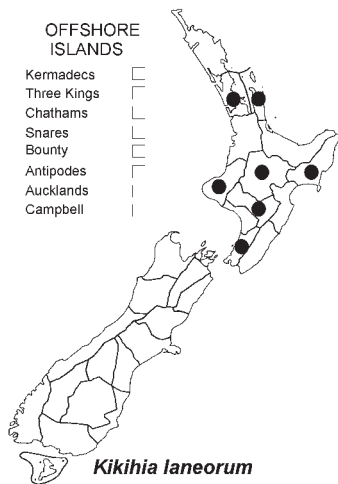 OFFSHORE
ISLANDS
Kermadecs
Three Kings
Chathams
Snares
Bounty
Antipodes
Aucklands
Campbell
Kikihia laneorum